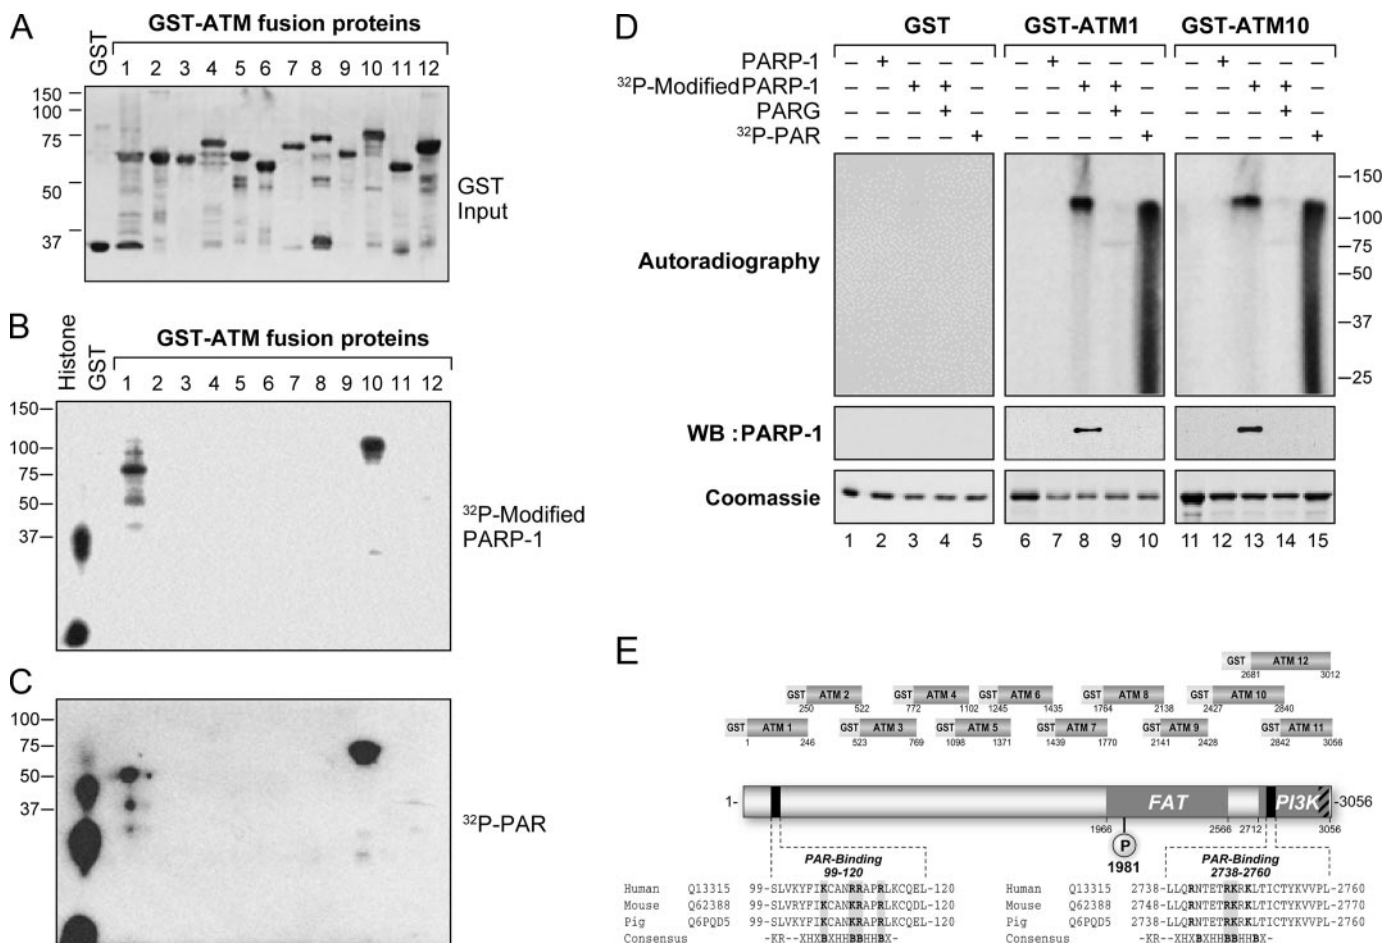 A
GST-ATM fusion proteins
GST
1 2 3 4 5 6 7 8 9 10 11 12
150
100
75
50
37
GST
Input
B
GST-ATM fusion proteins
Histone
GST
1 2 3 4 5 6 7 8 9 10 11 12
150
100
75
50
37
32P-Modified
PARP-1
C
100
75
50
37
32P-PAR
D
GST GST-ATM1 GST-ATM10
PARP-1 – + – – – – + – – – – + – – –
32P-ModifiedPARP-1 – – + + – – – + + – – – + + –
PARG – – – + – – – – + – – – – + –
32P-PAR – – – – + – – – – + – – – – +
Autoradiography
150
100
75
50
37
25
WB : PARP-1
Coomassie
1 2 3 4 5 6 7 8 9 10 11 12 13 14 15
E
GST ATM 12
2681 3012
GST ATM 2 GST ATM 4 GST ATM 6 GST ATM 8 GST ATM 10
250 522 772 1102 1245 1435 1764 2138 2427 2840
GST ATM 1 GST ATM 3 GST ATM 5 GST ATM 7 GST ATM 9 GST ATM 11
1 246 523 769 1096 1371 1439 1770 2141 2428 2842 3056
1- FAT PI3K -3056
1966 2566 2712 3056
P
1981
PAR-Binding
99-120
PAR-Binding
2738-2760
Human Q13315 99-SLVKYFIKCANRRAPRLKCQEL-120
Mouse Q62388 99-SLVKYFIKCANKRAPRLKCQDL-120
Pig Q6PQD5 99-SLVKYFIKCANKRAPRLKCQEL-120
Consensus -KR--XHXBXHHBBHHBX-
Human Q13315 2738-LLQRNTETRKRKLTICTYKVVPL-2760
Mouse Q62388 2748-LLQRNTETRKRKLTICTYKVVPL-2770
Pig Q6PQD5 2738-LLQRNTETRKRKLTICTYKVVPL-2760
Consensus -KR--XHXBXHHBBHHBX-